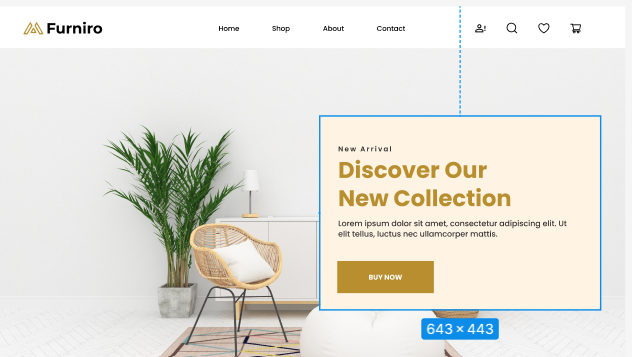 Furniro
Home
Shop
About
Contact
New Arrival
Discover Our
New Collection
Lorem ipsum dolor sit amet, consectetur adipiscing elit. Ut
elit tellus, luctus nec ullamcorper mattis.
BUY NOW
643 × 443